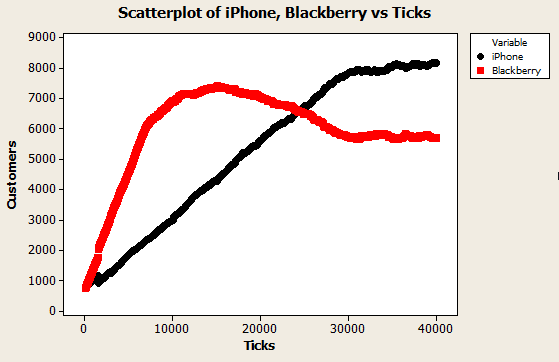 Scatterplot of iPhone, Blackberry vs Ticks
Variable
iPhone
Blackberry
9000
8000
7000
6000
5000
4000
3000
2000
1000
0
Customers
0 10000 20000 30000 40000
Ticks